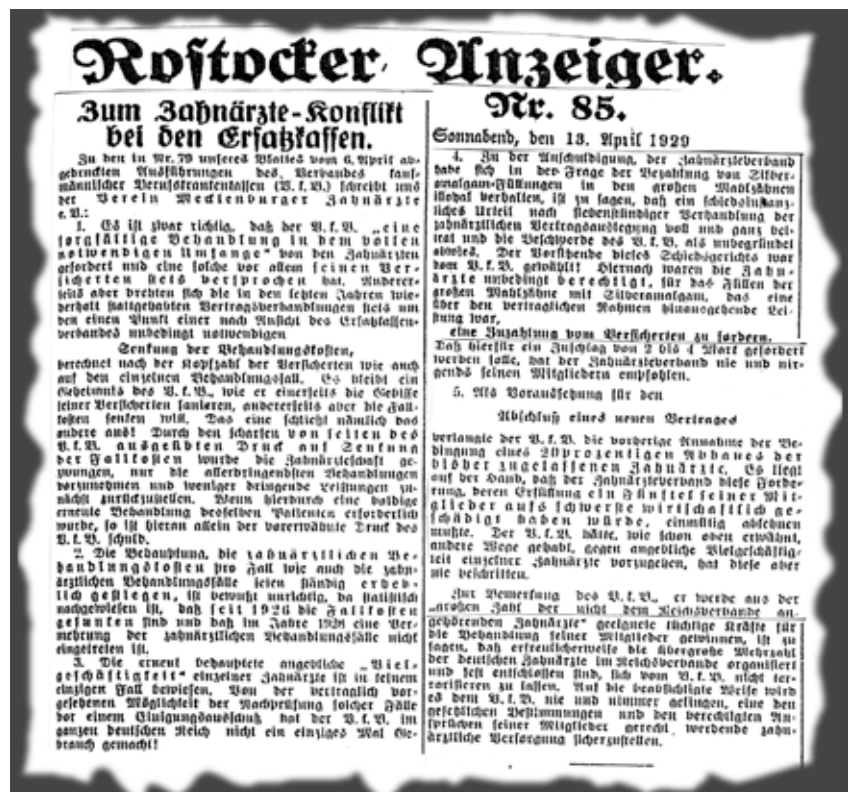 Rostocker Anzeiger.
Zum Zahnärzte-Konflikt
bei den Ersatzkassen.
Zu den in Nr. 79 unseres Blattes vom 6. April ab-
gedruckten Ausführungen des Verbandes kauf-
männischer Berufskrankenkassen (V. k. B.) schreibt uns
der Verein Mecklenburger Zahnärzte
e. V.:
1. Es ist zwar richtig, daß der V. k. B. „eine
sorgfältige Behandlung in dem vollen
notwendigen Umfange“ von den Zahnärzten
gefordert und eine solche vor allem seinen Ver-
sicherten stets versprochen hat. Anderer-
seits aber drehten sich die in den letzten Jahren wie-
derholt stattgehabten Vertragsverhandlungen stets um
den einen Punkt einer nach Ansicht des Ersatzkassen-
verbandes unbedingt notwendigen
Senkung der Behandlungskosten,
berechnet nach der Kopfzahl der Versicherten wie auch
auf den einzelnen Behandlungsfall. Es bleibt ein
Geheimnis des V. k. B., wie er einerseits die Gebisse
seiner Versicherten sanieren, andererseits aber die Fall-
kosten senken will. Das eine schließt nämlich das
andere aus! Durch den scharfen von seiten des
V. k. B. ausgeübten Druck auf Senkung
der Fallkosten wurde die Zahnärzteschaft ge-
zwungen, nur die allerdringendsten Behandlungen
vorzunehmen und weniger dringende Leistungen zu-
nächst zurückzustellen. Wenn hierdurch eine baldige
erneute Behandlung desselben Patienten erforderlich
wurde, so ist hieran allein der vorerwähnte Druck des
V. k. B. schuld.
2. Die Behauptung, die zahnärztlichen Be-
handlungskosten pro Fall wie auch die zahn-
ärztlichen Behandlungsfälle seien ständig erheb-
lich gestiegen, ist bewußt unrichtig, da statistisch
nachgewiesen ist, daß seit 1926 die Fallkosten
gesunken sind und daß im Jahre 1928 eine Ver-
mehrung der zahnärztlichen Behandlungsfälle nicht
eingetreten ist.
3. Die erneut behauptete angebliche „Viel-
geschäftigkeit“ einzelner Zahnärzte ist in keinem
einzigen Fall bewiesen. Von der vertraglich vor-
gesehenen Möglichkeit der Nachprüfung solcher Fälle
vor einem Einigungsausschuß hat der V. k. B. im
ganzen deutschen Reich nicht ein einziges Mal Ge-
brauch gemacht!
Nr. 85.
Sonnabend, den 13. April 1929
4. Zu der Anschuldigung, der Zahnärzteverband
habe sich in der Frage der Bezahlung von Silber-
amalgam-Füllungen in den großen Mahlzähnen
illoyal verhalten, ist zu sagen, daß ein schiedsinstanz-
liches Urteil nach siebenstündiger Verhandlung der
zahnärztlichen Vertragsauslegung voll und ganz bei-
trat und die Beschwerde des V. k. B. als unbegründet
abwies. Der Vorsitzende dieses Schiedsgerichts war
vom V. k. B. gewählt! Hiernach waren die Zahn-
ärzte unbedingt berechtigt, für das Füllen der
großen Mahlzähne mit Silberamalgam, das eine
über den vertraglichen Rahmen hinausgehende Lei-
stung war,
eine Zuzahlung vom Versicherten zu fordern.
Daß hierfür ein Zuschlag von 2 bis 4 Mark gefordert
werden solle, hat der Zahnärzteverband nie und nir-
gends seinen Mitgliedern empfohlen.
5. Als Voraussetzung für den
Abschluß eines neuen Vertrages
verlangte der V. k. B. die vorherige Annahme der Be-
dingung eines 20prozentigen Abbaues der
bisher zugelassenen Zahnärzte. Es liegt
auf der Hand, daß der Zahnärzteverband diese Forde-
rung, deren Erfüllung ein Fünftel seiner Mit-
glieder aufs schwerste wirtschaftlich ge-
schädigt haben würde, einmütig ablehnen
mußte. Der V. k. B. hätte, wie schon oben erwähnt,
andere Wege gehabt, gegen angebliche Vielgeschäftig-
keit einzelner Zahnärzte vorzugehen, hat diese aber
nie beschritten.
Zur Bemerkung des V. k. B., er werde aus der
„großen Zahl der nicht dem Reichsverbande an-
gehörenden Zahnärzte“ geeignete tüchtige Kräfte für
die Behandlung seiner Mitglieder gewinnen, ist zu
sagen, daß erfreulicherweise die übergroße Mehrzahl
der deutschen Zahnärzte im Reichsverbande organisiert
und fest entschlossen sind, sich vom V. k. B. nicht ter-
rorisieren zu lassen. Auf die beabsichtigte Weise wird
es dem V. k. B. nie und nimmer gelingen, eine den
gesetzlichen Bestimmungen und den berechtigten An-
sprüchen seiner Mitglieder gerecht werdende zahn-
ärztliche Versorgung sicherzustellen.